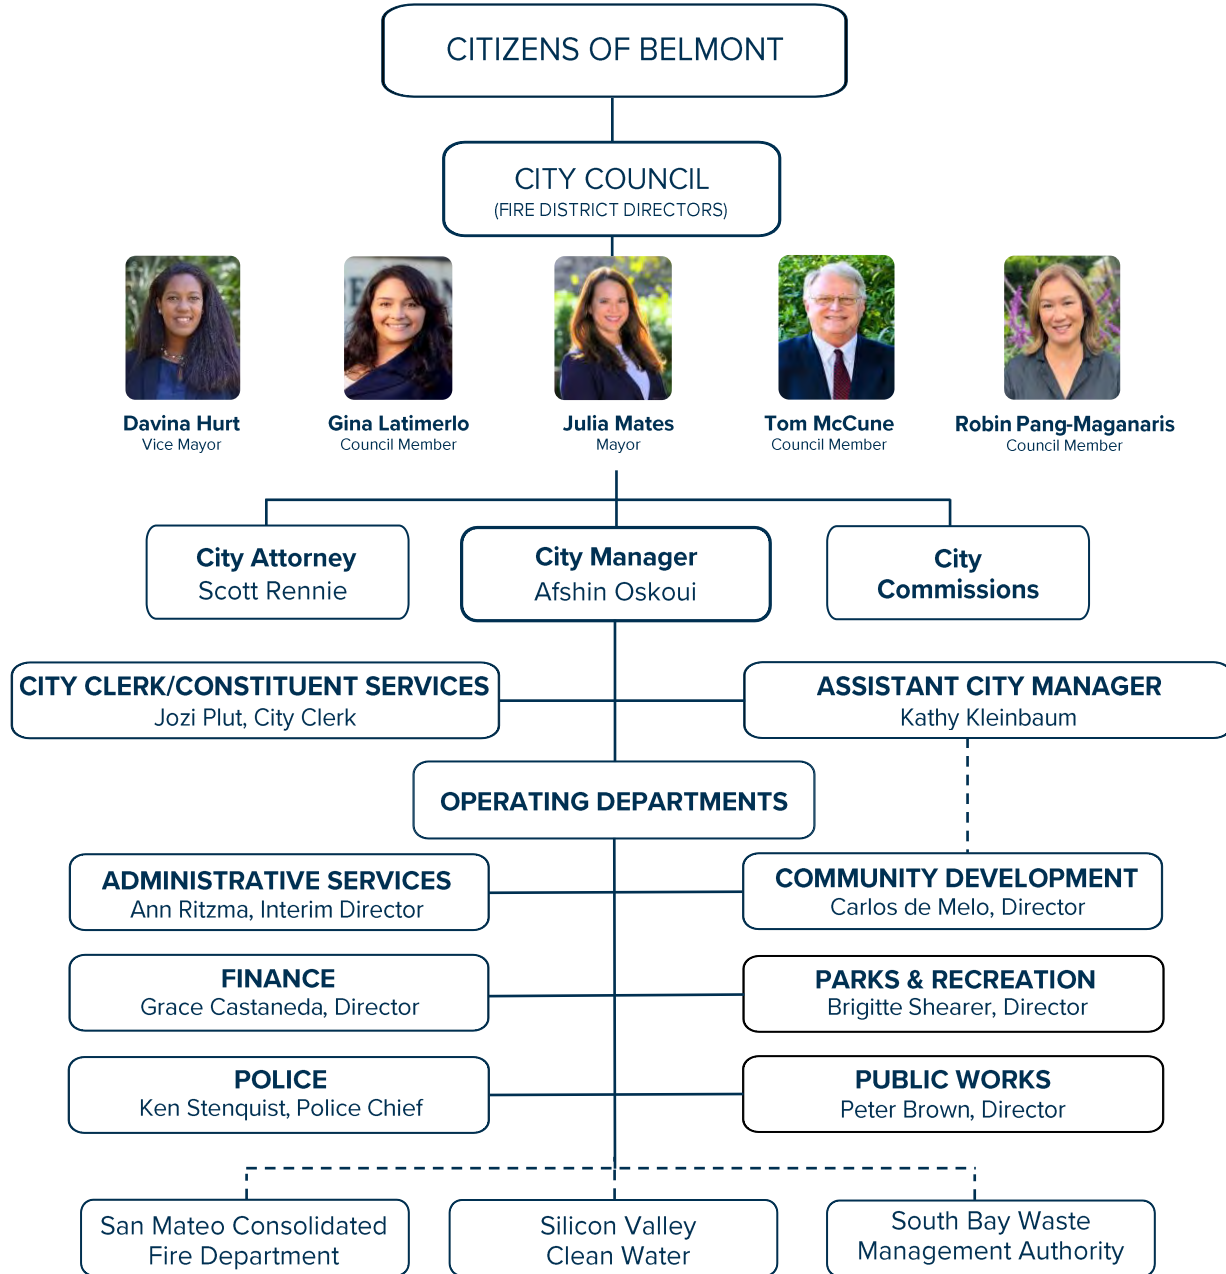 CITIZENS OF BELMONT
CITY COUNCIL
(FIRE DISTRICT DIRECTORS)
Davina Hurt
Vice Mayor
Gina Latimerlo
Council Member
Julia Mates
Mayor
Tom McCune
Council Member
Robin Pang-Maganaris
Council Member
City Attorney
Scott Rennie
City Manager
Afshin Oskoui
City
Commissions
CITY CLERK/CONSTITUENT SERVICES
Jozi Plut, City Clerk
ASSISTANT CITY MANAGER
Kathy Kleinbaum
OPERATING DEPARTMENTS
ADMINISTRATIVE SERVICES
Ann Ritzma, Interim Director
COMMUNITY DEVELOPMENT
Carlos de Melo, Director
FINANCE
Grace Castaneda, Director
PARKS & RECREATION
Brigitte Shearer, Director
POLICE
Ken Stenquist, Police Chief
PUBLIC WORKS
Peter Brown, Director
San Mateo Consolidated
Fire Department
Silicon Valley
Clean Water
South Bay Waste
Management Authority